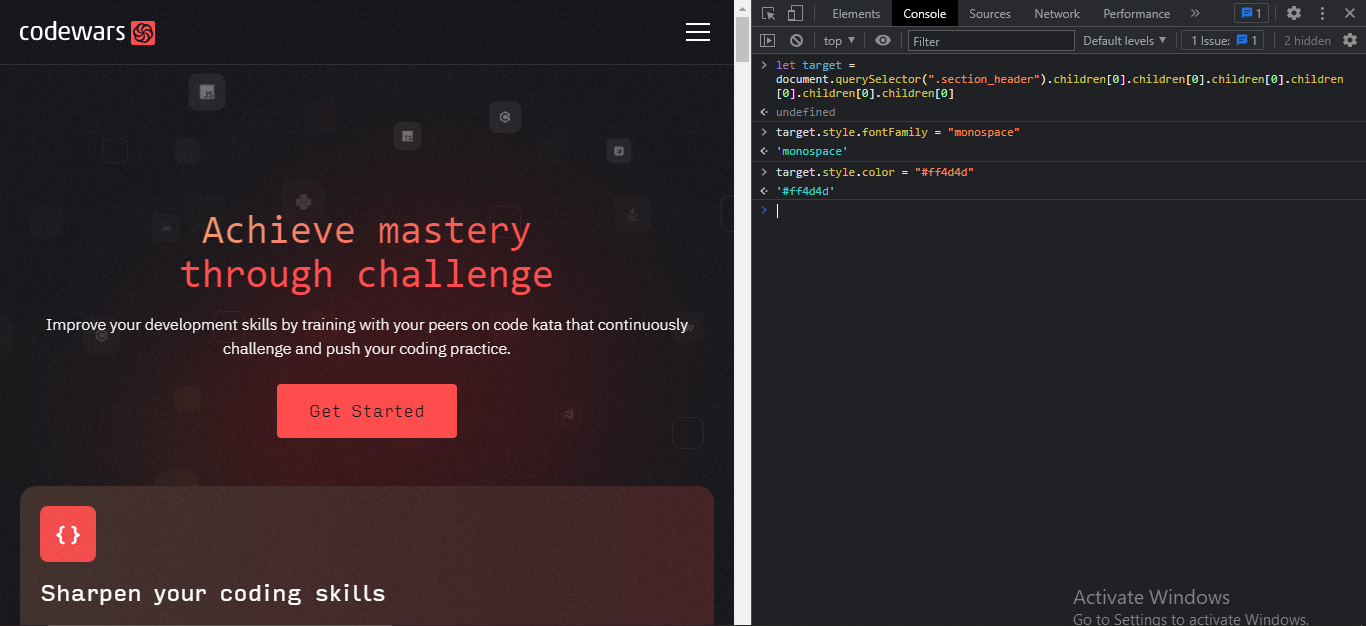 codewars
JS
Achieve mastery
through challenge
Improve your development skills by training with your peers on code kata that continuously
challenge and push your coding practice.
Get Started
{ }
Sharpen your coding skills
Elements Console Sources Network Performance » 1
top ▼ Filter Default levels ▼ 1 Issue: 1 2 hidden
> let target =
document.querySelector(".section_header").children[0].children[0].children[0].children
[0].children[0].children[0]
undefined
> target.style.fontFamily = "monospace"
'monospace'
> target.style.color = "#ff4d4d"
'#ff4d4d'
>
Activate Windows
Go to Settings to activate Windows.